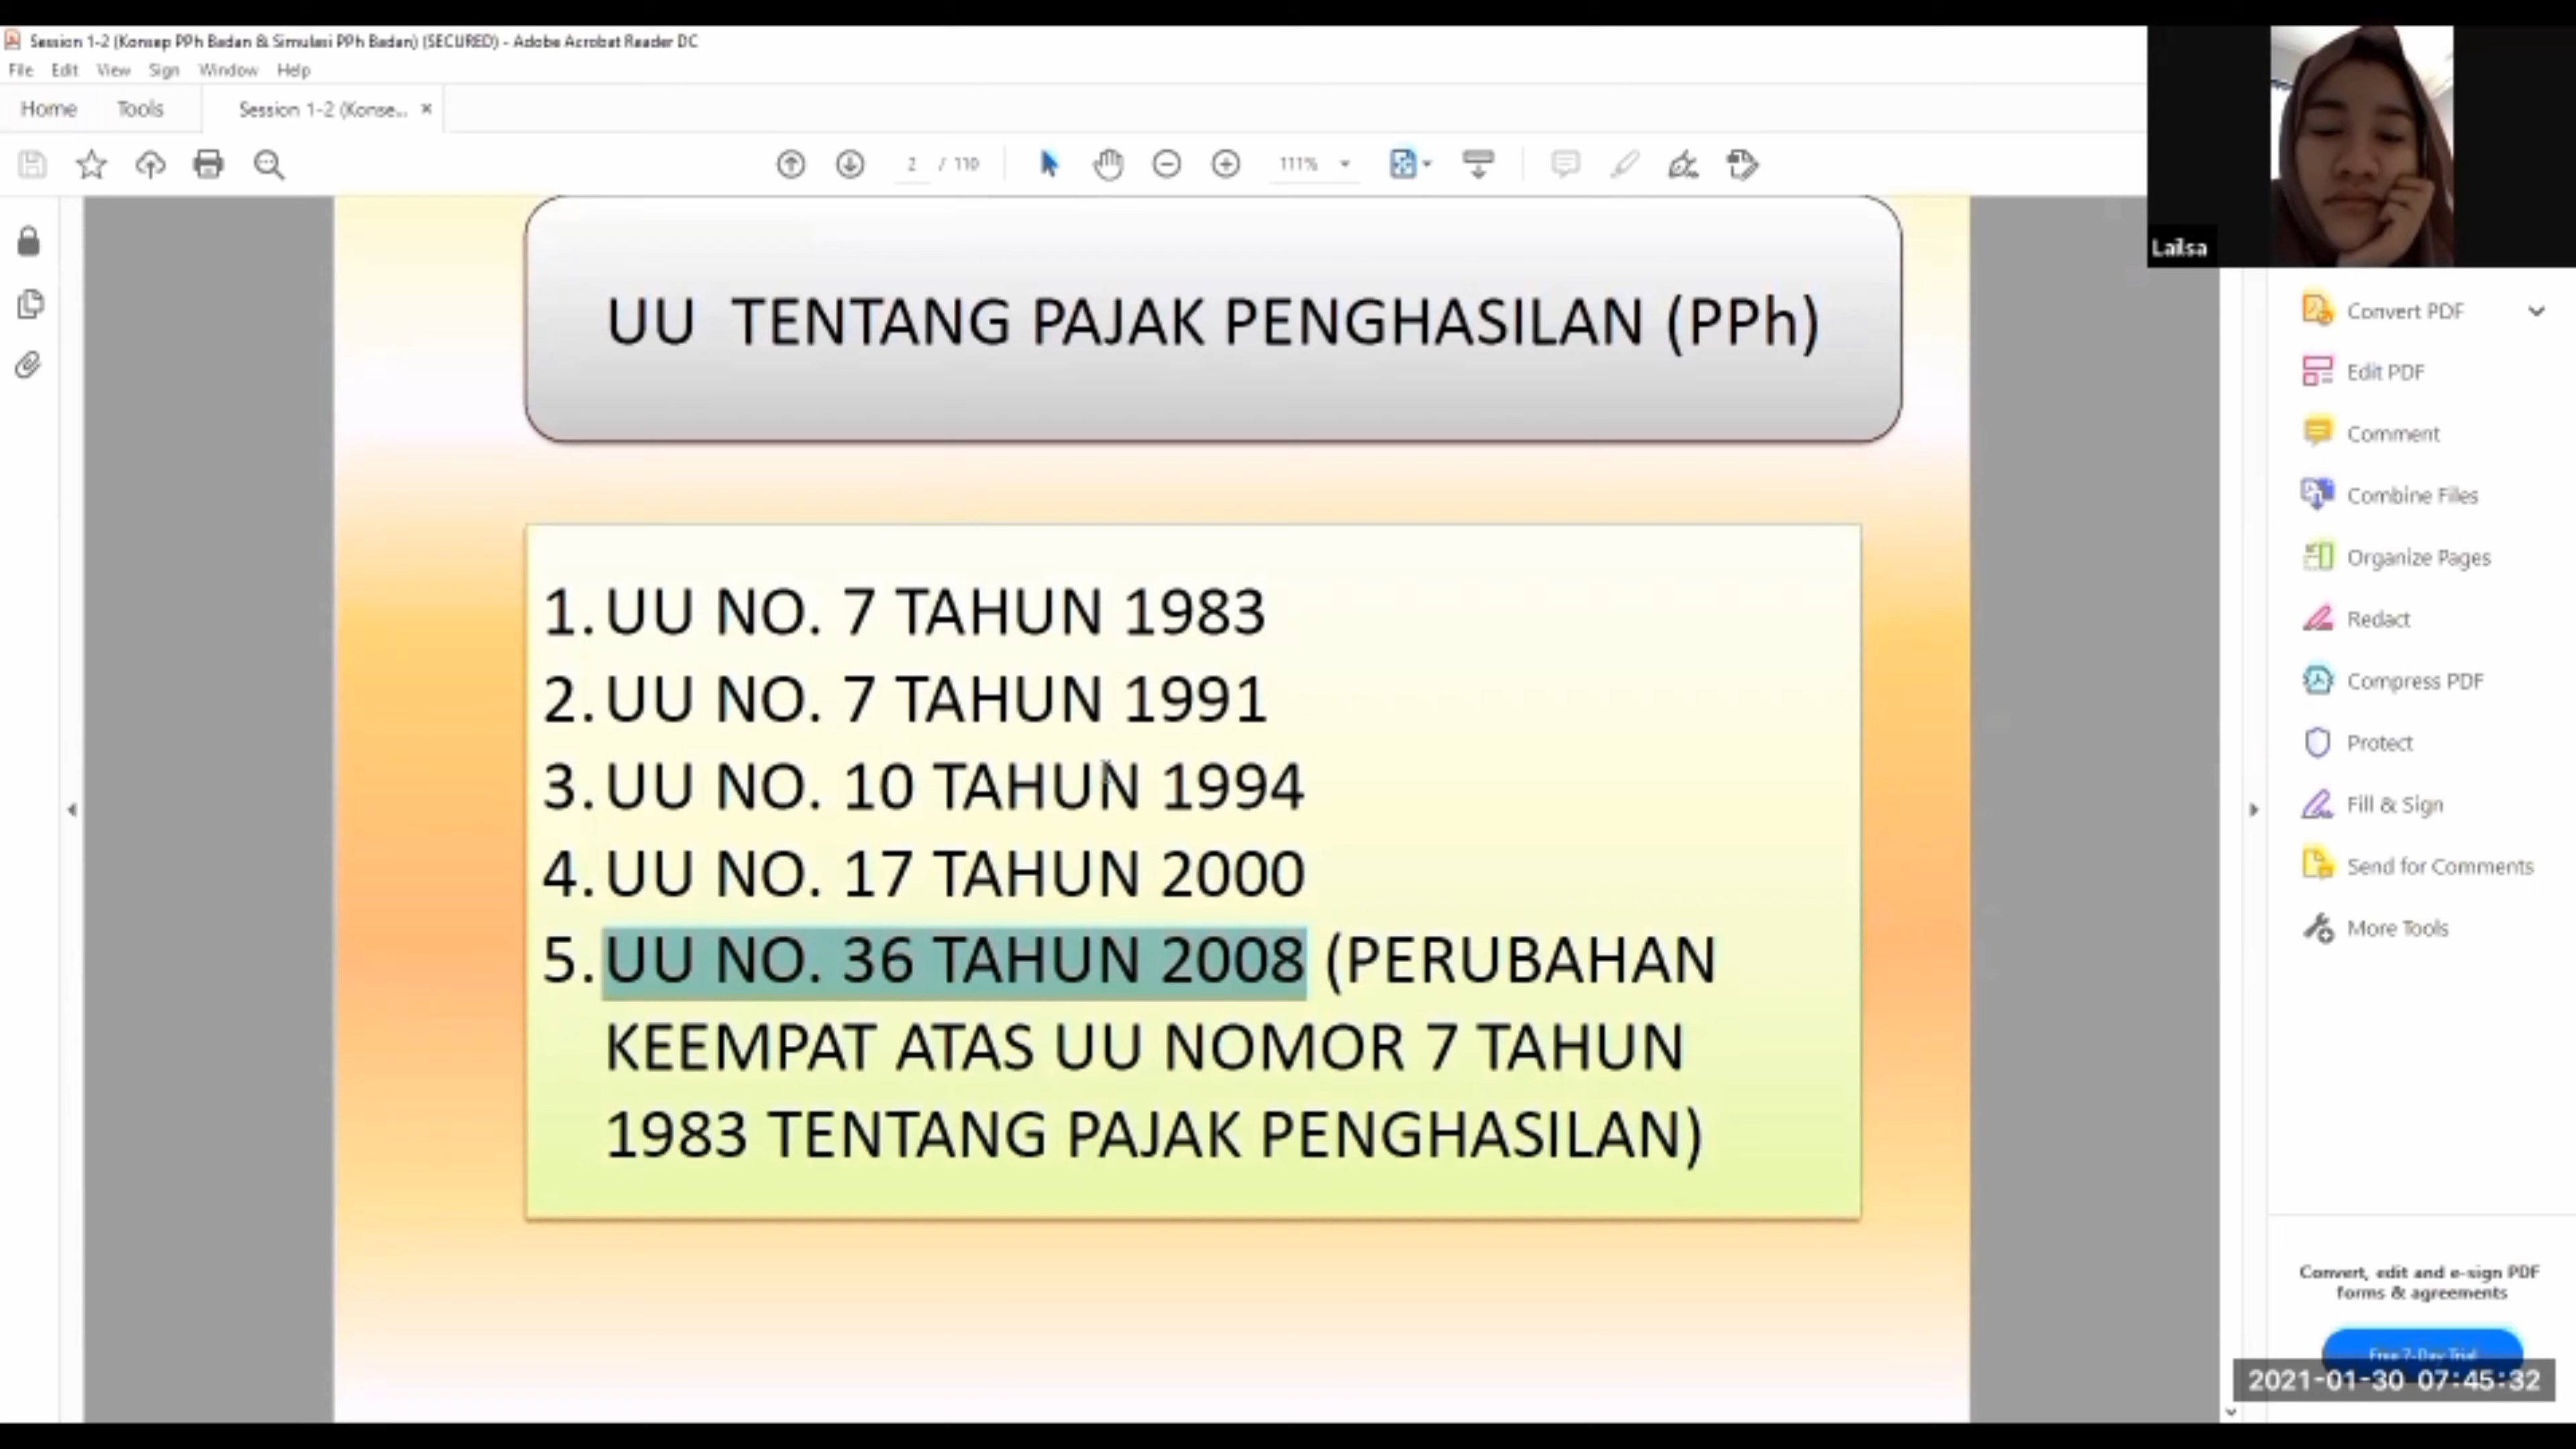 Session 1-2 (Konsep PPh Badan & Simulasi PPh Badan) (SECURED) - Adobe Acrobat Reader DC
File Edit View Sign Window Help
Home Tools Session 1-2 (Konse... ×
2 / 110 111%
Lailsa
UU TENTANG PAJAK PENGHASILAN (PPh)
1. UU NO. 7 TAHUN 1983
2. UU NO. 7 TAHUN 1991
3. UU NO. 10 TAHUN 1994
4. UU NO. 17 TAHUN 2000
5. UU NO. 36 TAHUN 2008 (PERUBAHAN
KEEMPAT ATAS UU NOMOR 7 TAHUN
1983 TENTANG PAJAK PENGHASILAN)
Convert PDF
Edit PDF
Comment
Combine Files
Organize Pages
Redact
Compress PDF
Protect
Fill & Sign
Send for Comments
More Tools
Convert, edit and e-sign PDF
forms & agreements
Free 7-Day Trial
2021-01-30 07:45:32